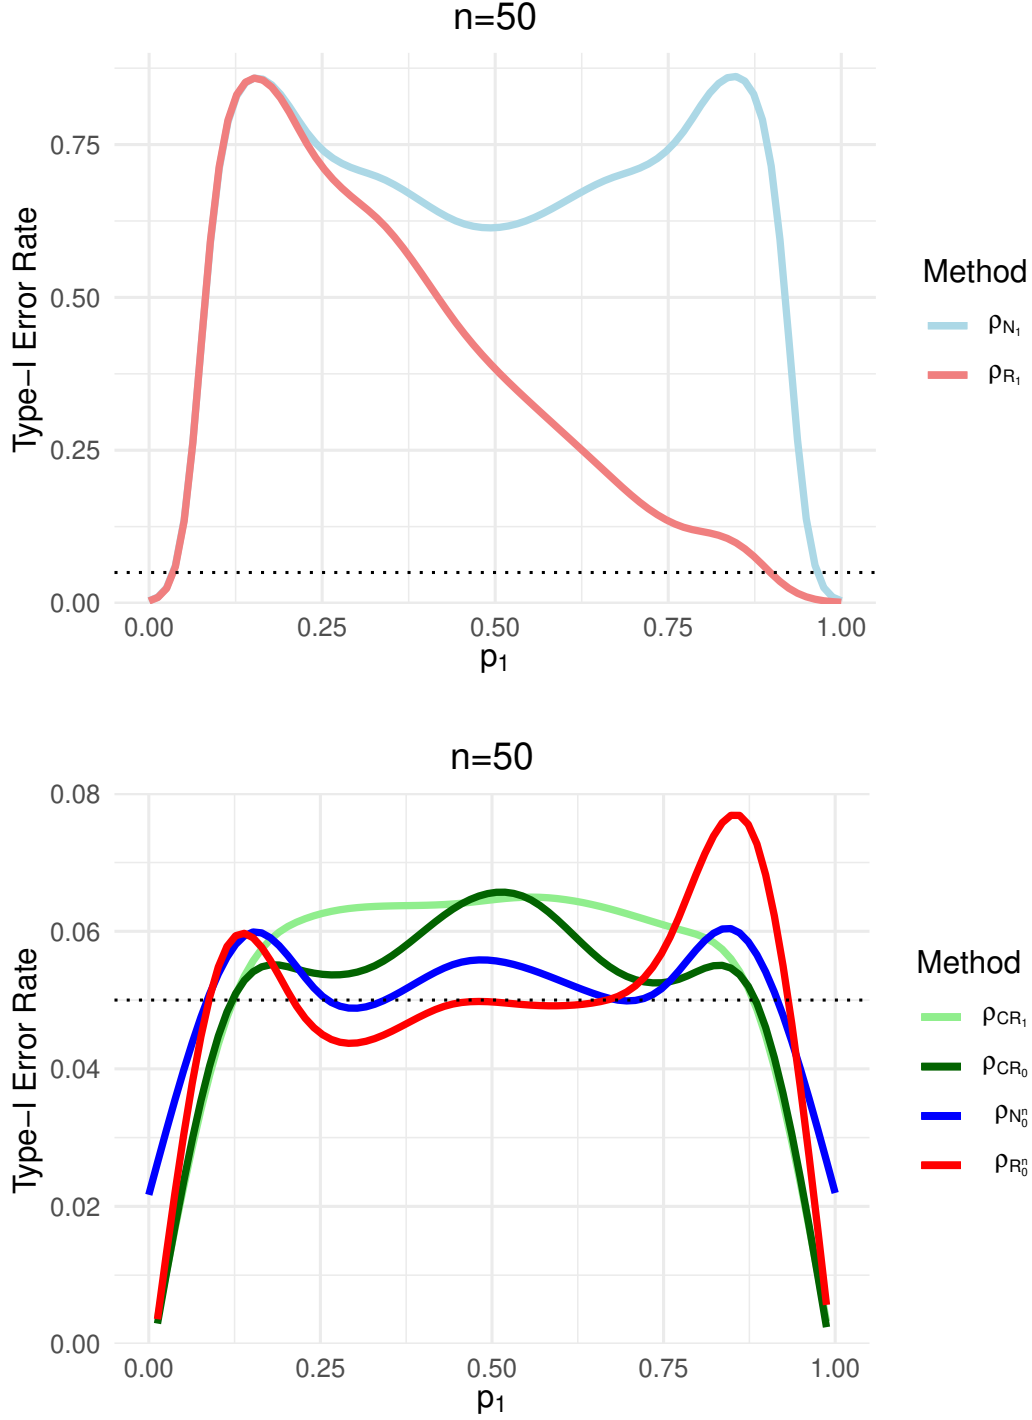 n=50
Type−I Error Rate
0.75
0.50
0.25
0.00
0.00 0.25 0.50 0.75 1.00
p₁
Method
ρN₁
ρR₁
n=50
Type−I Error Rate
0.08
0.06
0.04
0.02
0.00
0.00 0.25 0.50 0.75 1.00
p₁
Method
ρCR₁
ρCR₀
ρN₀ⁿ
ρR₀ⁿ